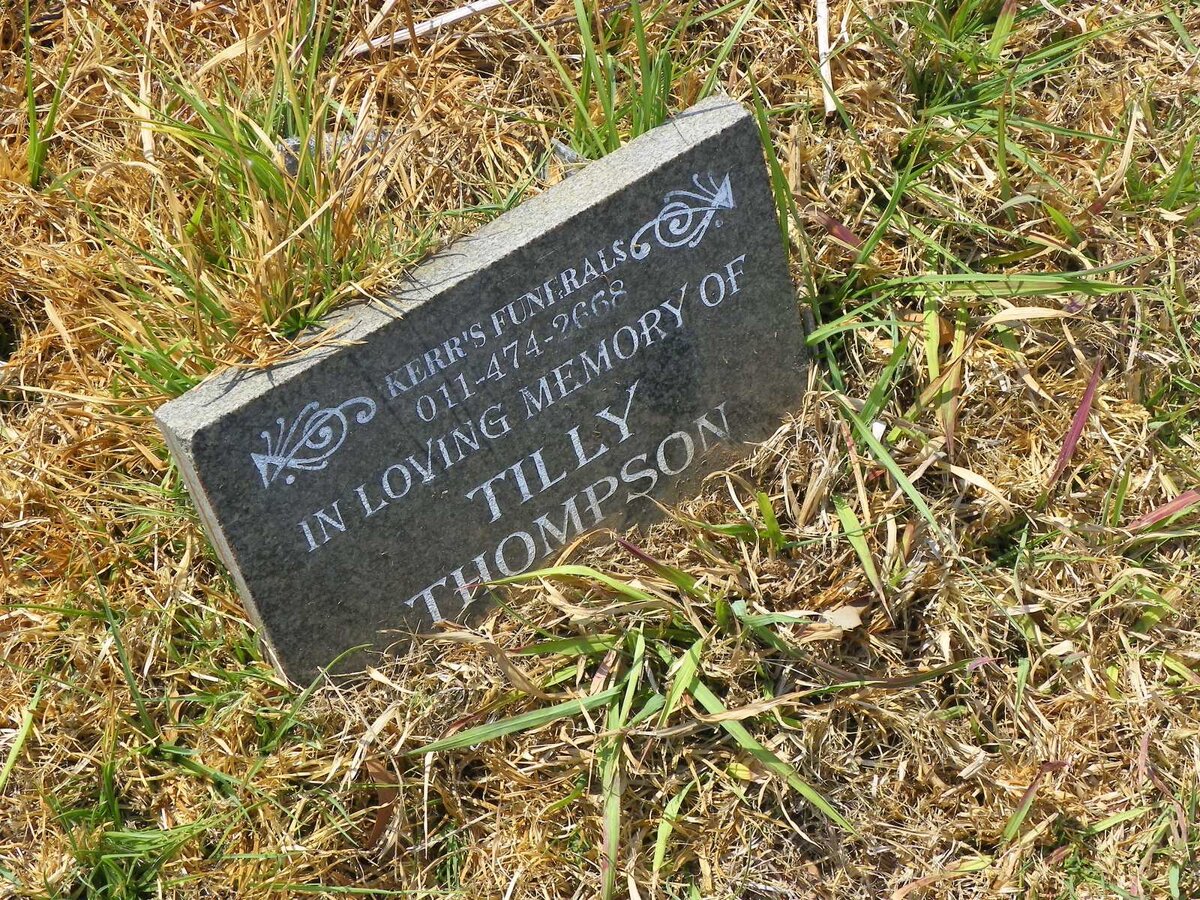 KERR'S FUNERALS
011-474-2668
IN LOVING MEMORY OF
TILLY
THOMPSON